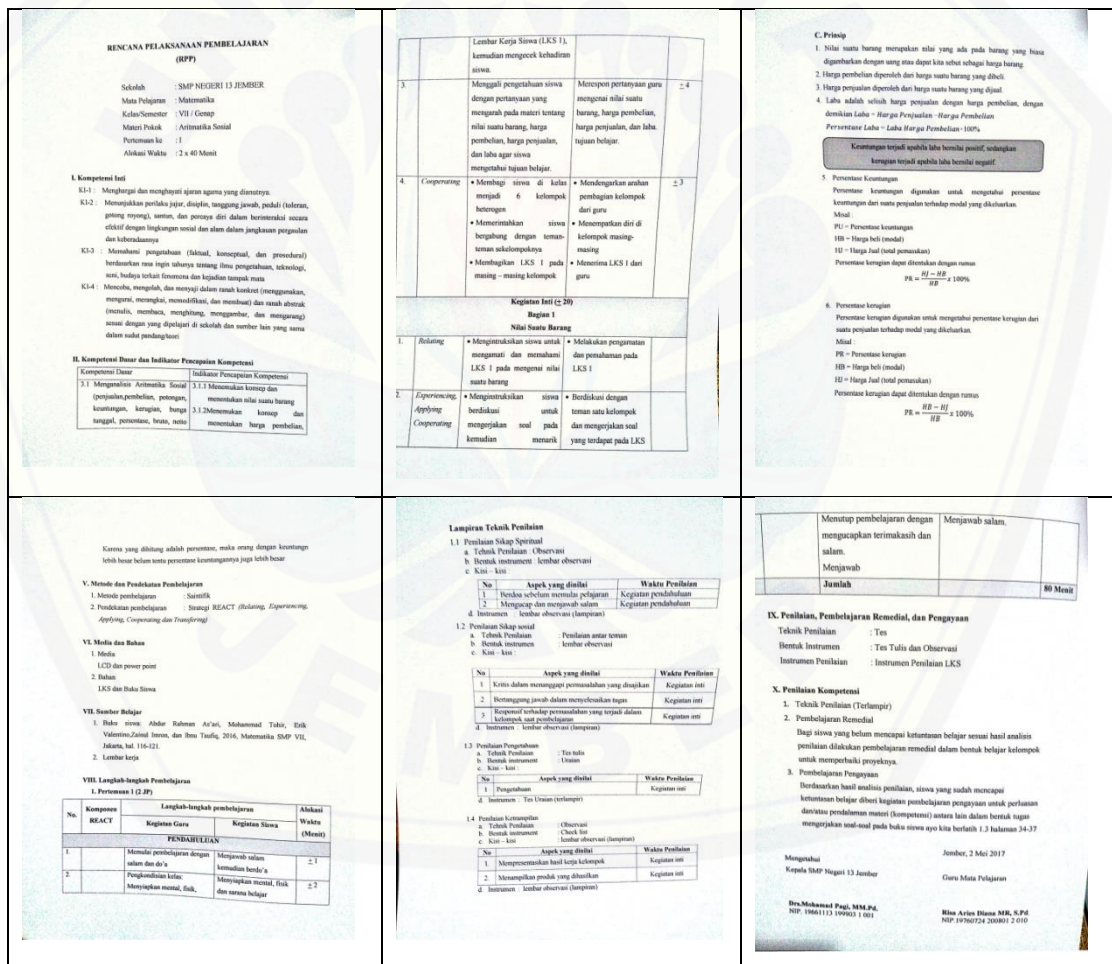 RENCANA PELAKSANAAN PEMBELAJARAN
(RPP)
Sekolah : SMP NEGERI 13 JEMBER
Mata Pelajaran : Matematika
Kelas/Semester : VII / Genap
Materi Pokok : Aritmatika Sosial
Pertemuan ke : I
Alokasi Waktu : 2 x 40 Menit
I. Kompetensi Inti
KI-1 : Menghargai dan menghayati ajaran agama yang dianutnya.
KI-2 : Menunjukkan perilaku jujur, disiplin, tanggung jawab, peduli (toleran,
gotong royong), santun, dan percaya diri dalam berinteraksi secara
efektif dengan lingkungan sosial dan alam dalam jangkauan pergaulan
dan keberadaannya
KI-3 : Memahami pengetahuan (faktual, konseptual, dan prosedural)
berdasarkan rasa ingin tahunya tentang ilmu pengetahuan, teknologi,
seni, budaya terkait fenomena dan kejadian tampak mata
KI-4 : Mencoba, mengolah, dan menyaji dalam ranah konkret (menggunakan,
mengurai, merangkai, memodifikasi, dan membuat) dan ranah abstrak
(menulis, membaca, menghitung, menggambar, dan mengarang)
sesuai dengan yang dipelajari di sekolah dan sumber lain yang sama
dalam sudut pandang/teori
II. Kompetensi Dasar dan Indikator Pencapaian Kompetensi
Kompetensi Dasar Indikator Pencapaian Kompetensi
3.1 Menganalisis Aritmatika Sosial 3.1.1 Menemukan konsep dan
(penjualan,pembelian, potongan, menentukan nilai suatu barang
keuntungan, kerugian, bunga 3.1.2Menemukan konsep dan
tunggal, persentase, bruto, netto menentukan harga pembelian,
Lembar Kerja Siswa (LKS 1),
kemudian mengecek kehadiran
siswa.
3. Menggali pengetahuan siswa Merespon pertanyaan guru ± 4
dengan pertanyaan yang mengenai nilai suatu
mengarah pada materi tentang barang, harga pembelian,
nilai suatu barang, harga harga penjualan, dan laba
pembelian, harga penjualan, tujuan belajar.
dan laba agar siswa
mengetahui tujuan belajar.
4. Cooperating • Membagi siswa di kelas • Mendengarkan arahan ± 3
menjadi 6 kelompok pembagian kelompok
heterogen dari guru
• Memerintahkan siswa • Menempatkan diri di
bergabung dengan teman- kelompok masing-
teman sekelompoknya masing
• Membagikan LKS 1 pada • Menerima LKS 1 dari
masing – masing kelompok guru
Kegiatan Inti (± 20)
Bagian 1
Nilai Suatu Barang
1. Relating • Mengintruksikan siswa untuk • Melakukan pengamatan
mengamati dan memahami dan pemahaman pada
LKS 1 pada mengenai nilai LKS 1
suatu barang
2. Experiencing, • Menginstruksikan siswa • Berdiskusi dengan
Applying berdiskusi untuk teman satu kelompok
Cooperating mengerjakan soal pada dan mengerjakan soal
kemudian menarik yang terdapat pada LKS
C. Prinsip
1. Nilai suatu barang merupakan nilai yang ada pada barang yang biasa
digambarkan dengan uang atau dapat kita sebut sebagai harga barang
2. Harga pembelian diperoleh dari harga suatu barang yang dibeli.
3. Harga penjualan diperoleh dari harga suatu barang yang dijual.
4. Laba adalah selisih harga penjualan dengan harga pembelian, dengan
demikian Laba = Harga Penjualan –Harga Pembelian
Persentase Laba = Laba Harga Pembelian×100%
Keuntungan terjadi apabila laba bernilai positif, sedangkan
kerugian terjadi apabila laba bernilai negatif.
5. Persentase Keuntungan
Persentase keuntungan digunakan untuk mengetahui persentase
keuntungan dari suatu penjualan terhadap modal yang dikeluarkan.
Misal :
PU = Persentase keuntungan
HB = Harga beli (modal)
HJ = Harga Jual (total pemasukan)
Persentase kerugian dapat ditentukan dengan rumus
PR = HJ − HB / HB x 100%
6. Persentase kerugian
Persentase kerugian digunakan untuk mengetahui persentase kerugian dari
suatu penjualan terhadap modal yang dikeluarkan.
Misal :
PR = Persentase kerugian
HB = Harga beli (modal)
HJ = Harga Jual (total pemasukan)
Persentase kerugian dapat ditentukan dengan rumus
PR = HB − HJ / HB x 100%
Karena yang dihitung adalah persentase, maka orang dengan keuntungn
lebih besar belum tentu persentase keuntungannya juga lebih besar
V. Metode dan Pendekatan Pembelajaran
1. Metode pembelajaran : Saintifik
2. Pendekatan pembelajaran : Strategi REACT (Relating, Experiencing,
Applying, Cooperating dan Transfering)
VI. Media dan Bahan
1. Media
LCD dan power point
2. Bahan
LKS dan Buku Siswa
VII. Sumber Belajar
1. Buku siswa: Abdur Rahman As'ari, Mohammad Tohir, Erik
Valentino,Zainul Imron, dan Ibnu Taufiq, 2016, Matematika SMP VII,
Jakarta, hal. 116-121.
2. Lembar kerja
VIII. Langkah-langkah Pembelajaran
1. Pertemuan 1 (2 JP)
No. Komponen REACT Langkah-langkah pembelajaran Alokasi Waktu (Menit)
Kegiatan Guru Kegiatan Siswa
PENDAHULUAN
1. Memulai pembelajaran dengan Menjawab salam ± 1
salam dan do'a kemudian berdo'a
2. Pengkondisian kelas: Menyiapkan mental, fisik ± 2
Menyiapkan mental, fisik, dan sarana belajar
Lampiran Teknik Penilaian
1.1 Penilaian Sikap Spiritual
a. Tehnik Penilaian : Observasi
b. Bentuk instrument : lembar observasi
c. Kisi – kisi :
No Aspek yang dinilai Waktu Penilaian
1 Berdoa sebelum memulai pelajaran Kegiatan pendahuluan
2 Mengucap dan menjawab salam Kegiatan pendahuluan
d. Instrumen : lembar observasi (lampiran)
1.2 Penilaian Sikap sosial
a. Tehnik Penilaian : Penilaian antar teman
b. Bentuk instrumen : lembar observasi
c. Kisi – kisi :
No Aspek yang dinilai Waktu Penilaian
1 Kritis dalam menanggapi permasalahan yang disajikan Kegiatan inti
2 Bertanggung jawab dalam menyelesaikan tugas Kegiatan inti
3 Responsif terhadap permasalahan yang terjadi dalam Kegiatan inti
kelompok saat pembelajaran
d. Instrumen : lembar observasi (lampiran)
1.3 Penilaian Pengetahuan
a. Tehnik Penilaian : Tes tulis
b. Bentuk instrument : Uraian
c. Kisi – kisi :
No Aspek yang dinilai Waktu Penilaian
1 Pengetahuan Kegiatan inti
d. Instrumen : Tes Uraian (terlampir)
1.4 Penilaian Ketrampilan
a. Tehnik Penilaian : Observasi
b. Bentuk instrument : Check list
c. Kisi – kisi : lembar observasi (lampiran)
No Aspek yang dinilai Waktu Penilaian
1. Mempresentasikan hasil kerja kelompok Kegiatan inti
2. Menampilkan produk yang dihasilkan Kegiatan inti
d. Instrumen : lembar observasi (lampiran)
Menutup pembelajaran dengan Menjawab salam.
mengucapkan terimakasih dan
salam.
Menjawab
Jumlah 80 Menit
IX. Penilaian, Pembelajaran Remedial, dan Pengayaan
Teknik Penilaian : Tes
Bentuk Instrumen : Tes Tulis dan Observasi
Instrumen Penilaian : Instrumen Penilaian LKS
X. Penilaian Kompetensi
1. Teknik Penilaian (Terlampir)
2. Pembelajaran Remedial
Bagi siswa yang belum mencapai ketuntasan belajar sesuai hasil analisis
penilaian dilakukan pembelajaran remedial dalam bentuk belajar kelompok
untuk memperbaiki proyeknya.
3. Pembelajaran Pengayaan
Berdasarkan hasil analisis penilaian, siswa yang sudah mencapai
ketuntasan belajar diberi kegiatan pembelajaran pengayaan untuk perluasan
dan/atau pendalaman materi (kompetensi) antara lain dalam bentuk tugas
mengerjakan soal-soal pada buku siswa ayo kita berlatih 1.3 halaman 34-37
Jember, 2 Mei 2017
Mengetahui
Kepala SMP Negeri 13 Jember Guru Mata Pelajaran
Drs.Mohamad Pagi, MM.Pd. Risa Aries Diana MR, S.Pd.
NIP. 19661113 199903 1 001 NIP.19760724 200801 2 010